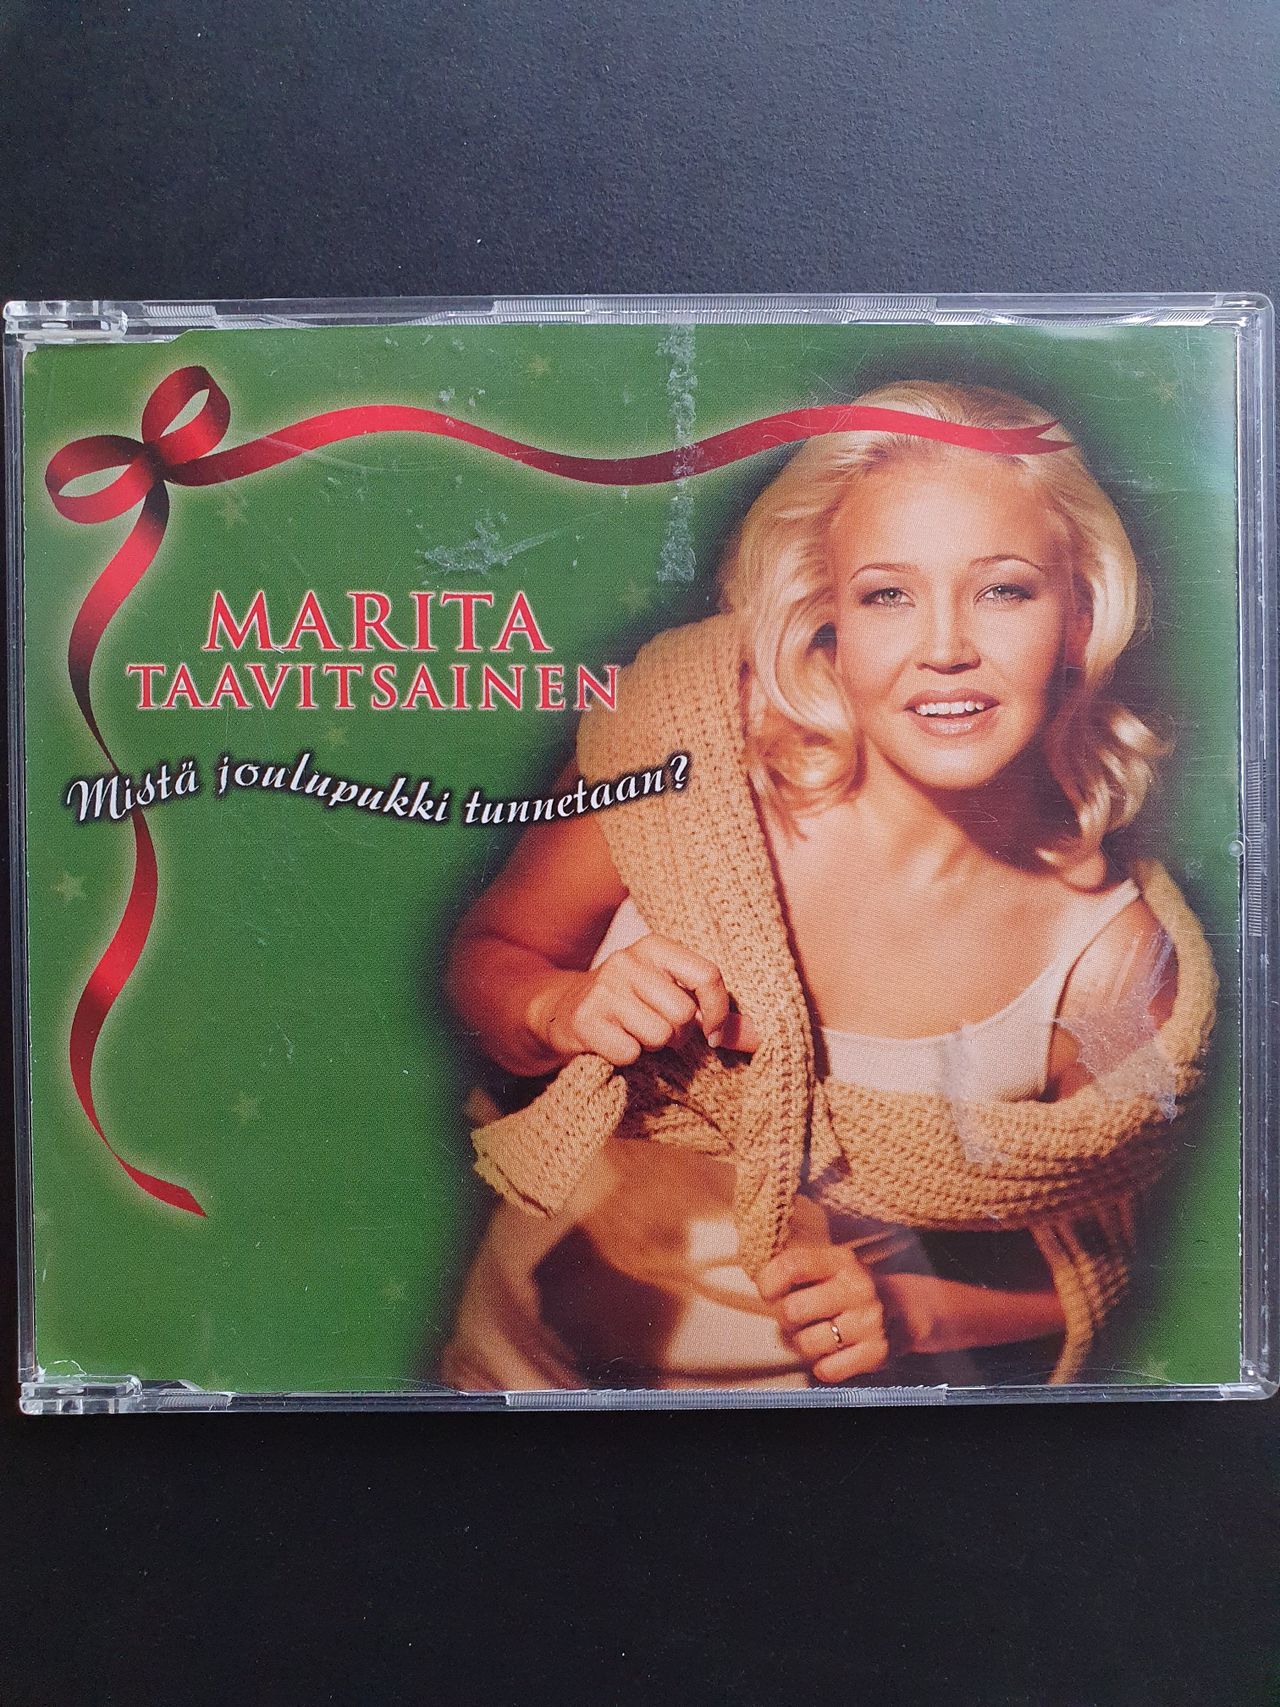 MARITA
TAAVITSAINEN
Mistä joulupukki tunnetaan?